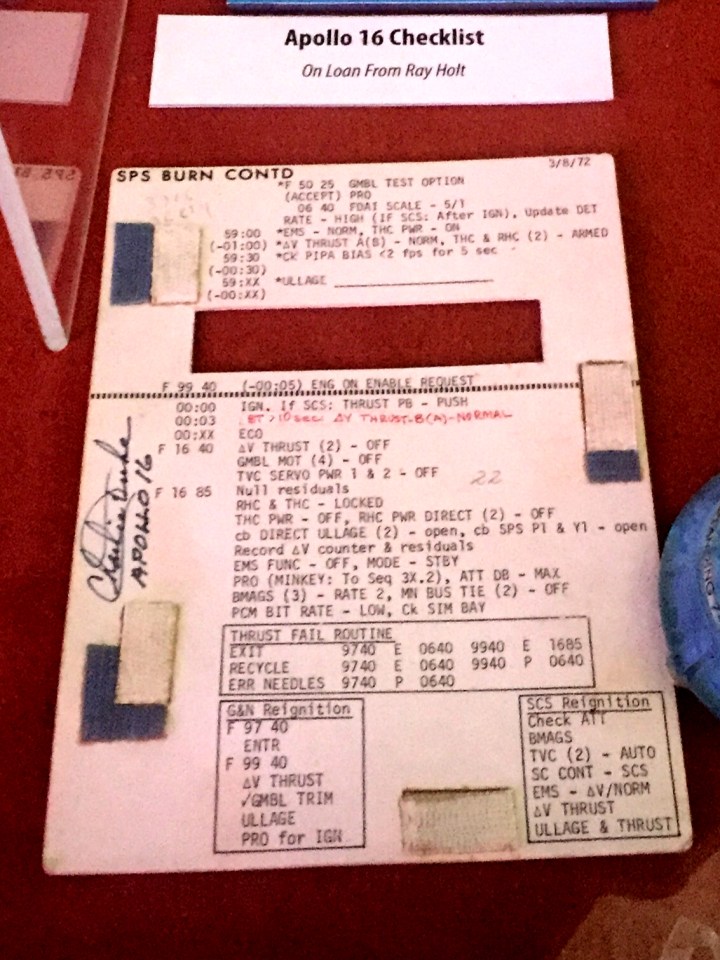 Apollo 16 Checklist
On Loan From Ray Holt
SPS BURN CONTD
3/8/72
*F 50 25 GMBL TEST OPTION
(ACCEPT) PRO
06 40 FDAI SCALE - 5/1
RATE - HIGH (IF SCS: After IGN), Update DET
59:00 *EMS - NORM, THC PWR - ON
(-01:00) *ΔV THRUST A(B) - NORM, THC & RHC (2) - ARMED
59:30 *CK PIPA BIAS <2 fps for 5 sec
(-00:30)
59:XX *ULLAGE
(-00:XX)
F 99 40 (-00:05) ENG ON ENABLE REQUEST
00:00 IGN. If SCS: THRUST PB - PUSH
00:03 BT >10sec ΔV THRUST-B(A)-NORMAL
00:XX ECO
F 16 40 ΔV THRUST (2) - OFF
GMBL MOT (4) - OFF
TVC SERVO PWR 1 & 2 - OFF 22
F 16 85 Null residuals
RHC & THC - LOCKED
THC PWR - OFF, RHC PWR DIRECT (2) - OFF
cb DIRECT ULLAGE (2) - open, cb SPS P1 & Y1 - open
Record ΔV counter & residuals
EMS FUNC - OFF, MODE - STBY
PRO (MINKEY: To Seq 3X.2), ATT DB - MAX
BMAGS (3) - RATE 2, MN BUS TIE (2) - OFF
PCM BIT RATE - LOW, Ck SIM BAY
Charlie Duke
APOLLO 16
THRUST FAIL ROUTINE
EXIT 9740 E 0640 9940 E 1685
RECYCLE 9740 E 0640 9940 P 0640
ERR NEEDLES 9740 P 0640
G&N Reignition
F 97 40
ENTR
F 99 40
ΔV THRUST
√GMBL TRIM
ULLAGE
PRO for IGN
SCS Reignition
Check ATT
BMAGS
TVC (2) - AUTO
SC CONT - SCS
EMS - ΔV/NORM
ΔV THRUST
ULLAGE & THRUST